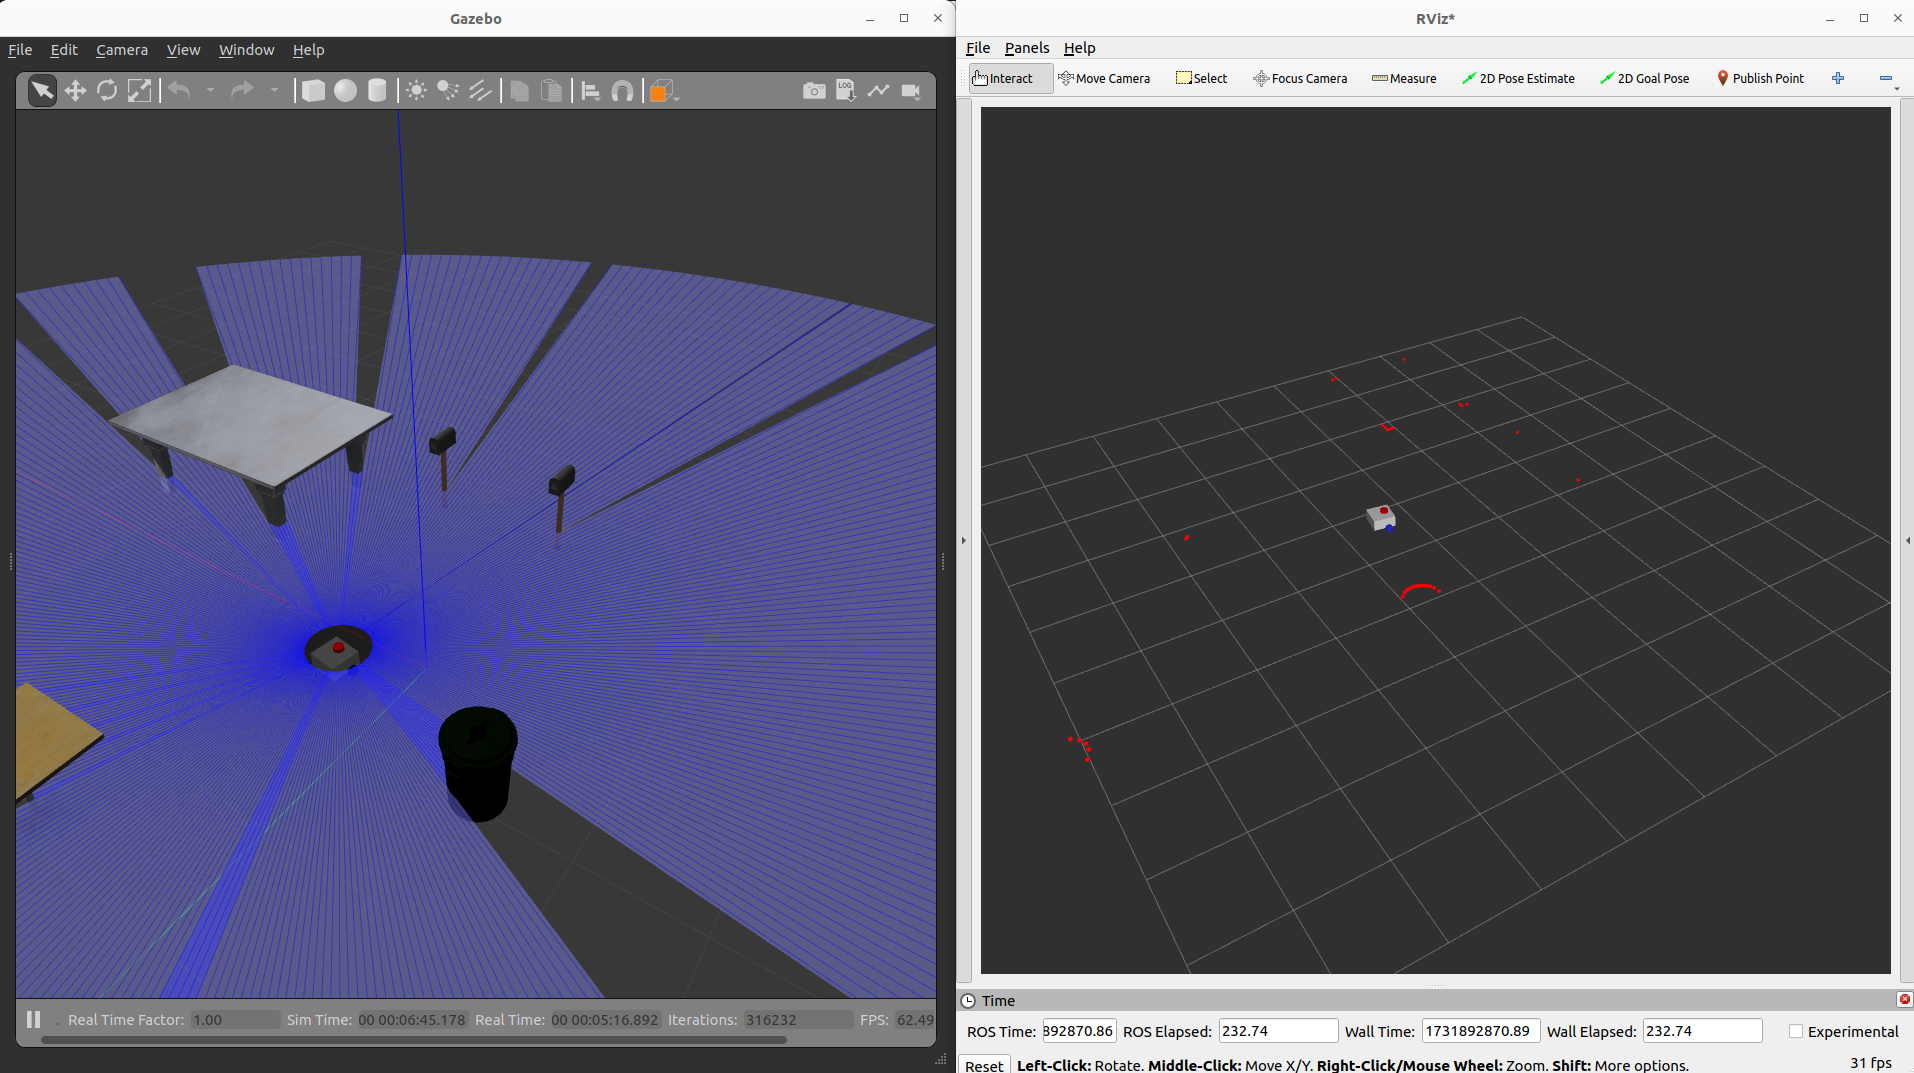 Gazebo
File Edit Camera View Window Help
LOG
Real Time Factor: 1.00 Sim Time: 00 00:06:45.178 Real Time: 00 00:05:16.892 Iterations: 316232 FPS: 62.49
RViz*
File Panels Help
Interact Move Camera Select Focus Camera Measure 2D Pose Estimate 2D Goal Pose Publish Point
Time
ROS Time: 892870.86 ROS Elapsed: 232.74 Wall Time: 1731892870.89 Wall Elapsed: 232.74 Experimental
Reset Left-Click: Rotate. Middle-Click: Move X/Y. Right-Click/Mouse Wheel: Zoom. Shift: More options. 31 fps